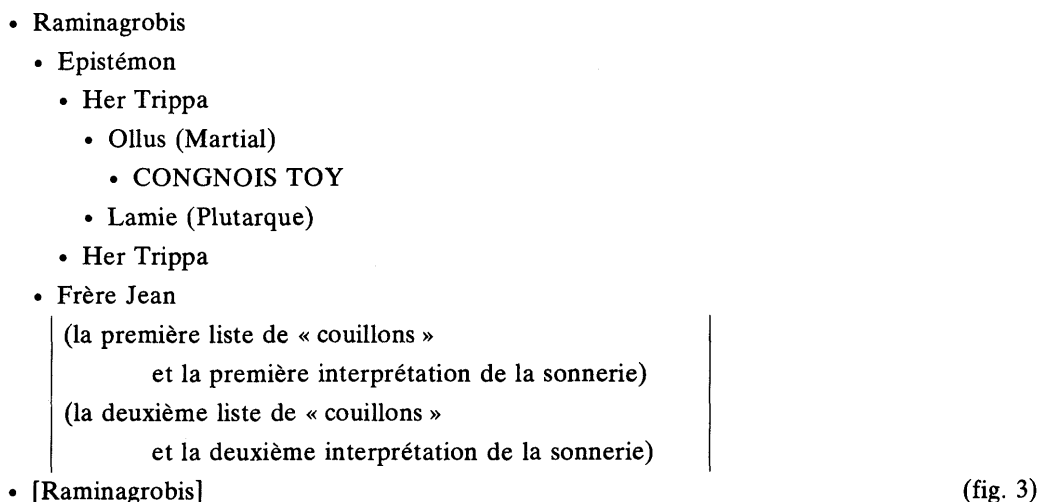 • Raminagrobis
• Epistémon
• Her Trippa
• Ollus (Martial)
• CONGNOIS TOY
• Lamie (Plutarque)
• Her Trippa
• Frère Jean
(la première liste de « couillons »
et la première interprétation de la sonnerie)
(la deuxième liste de « couillons »
et la deuxième interprétation de la sonnerie)
• [Raminagrobis] (fig. 3)